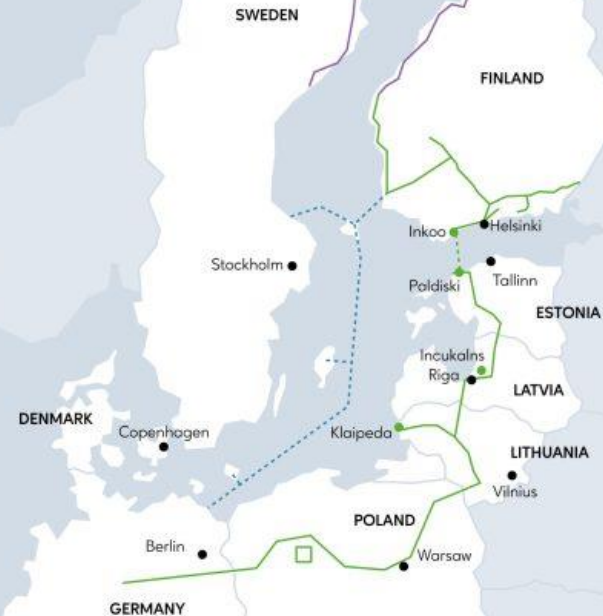 SWEDEN
FINLAND
Inkoo
Helsinki
Stockholm
Paldiski
Tallinn
ESTONIA
Incukalns
Riga
LATVIA
DENMARK
Copenhagen
Klaipeda
LITHUANIA
Vilnius
POLAND
Berlin
Warsaw
GERMANY